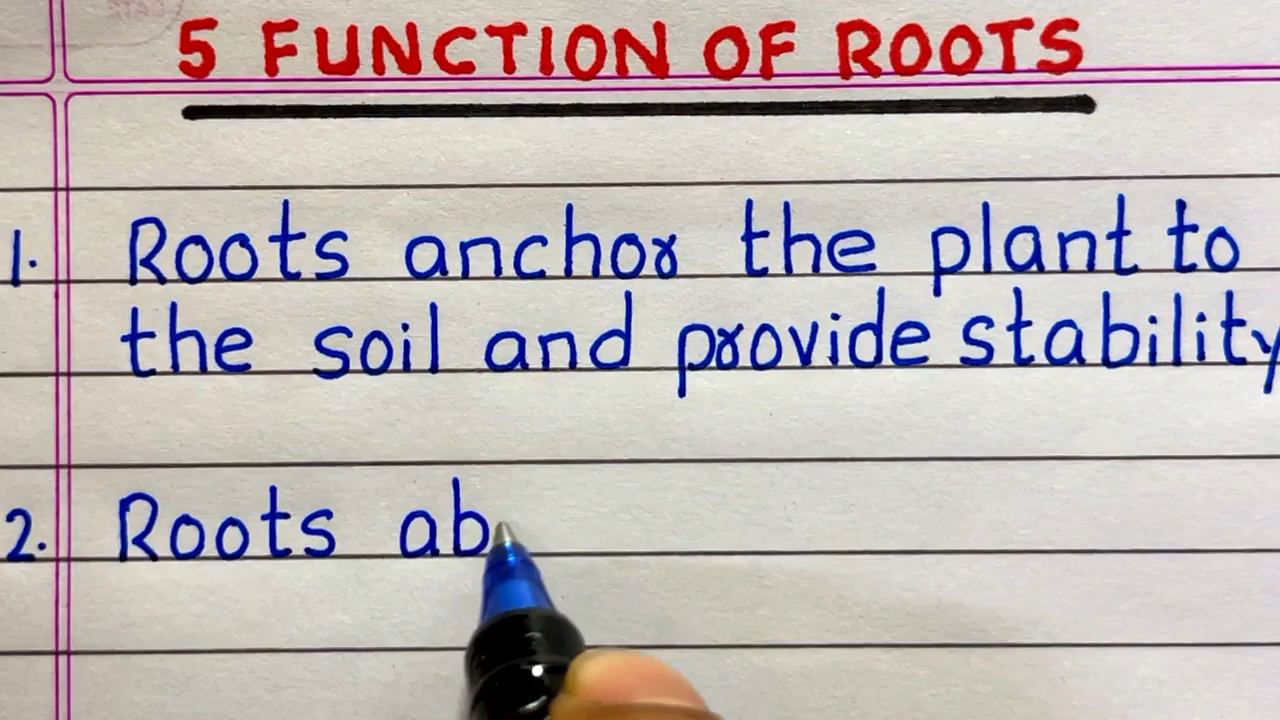 5 FUNCTION OF ROOTS
1. Roots anchor the plant to
the soil and provide stability
2. Roots ab